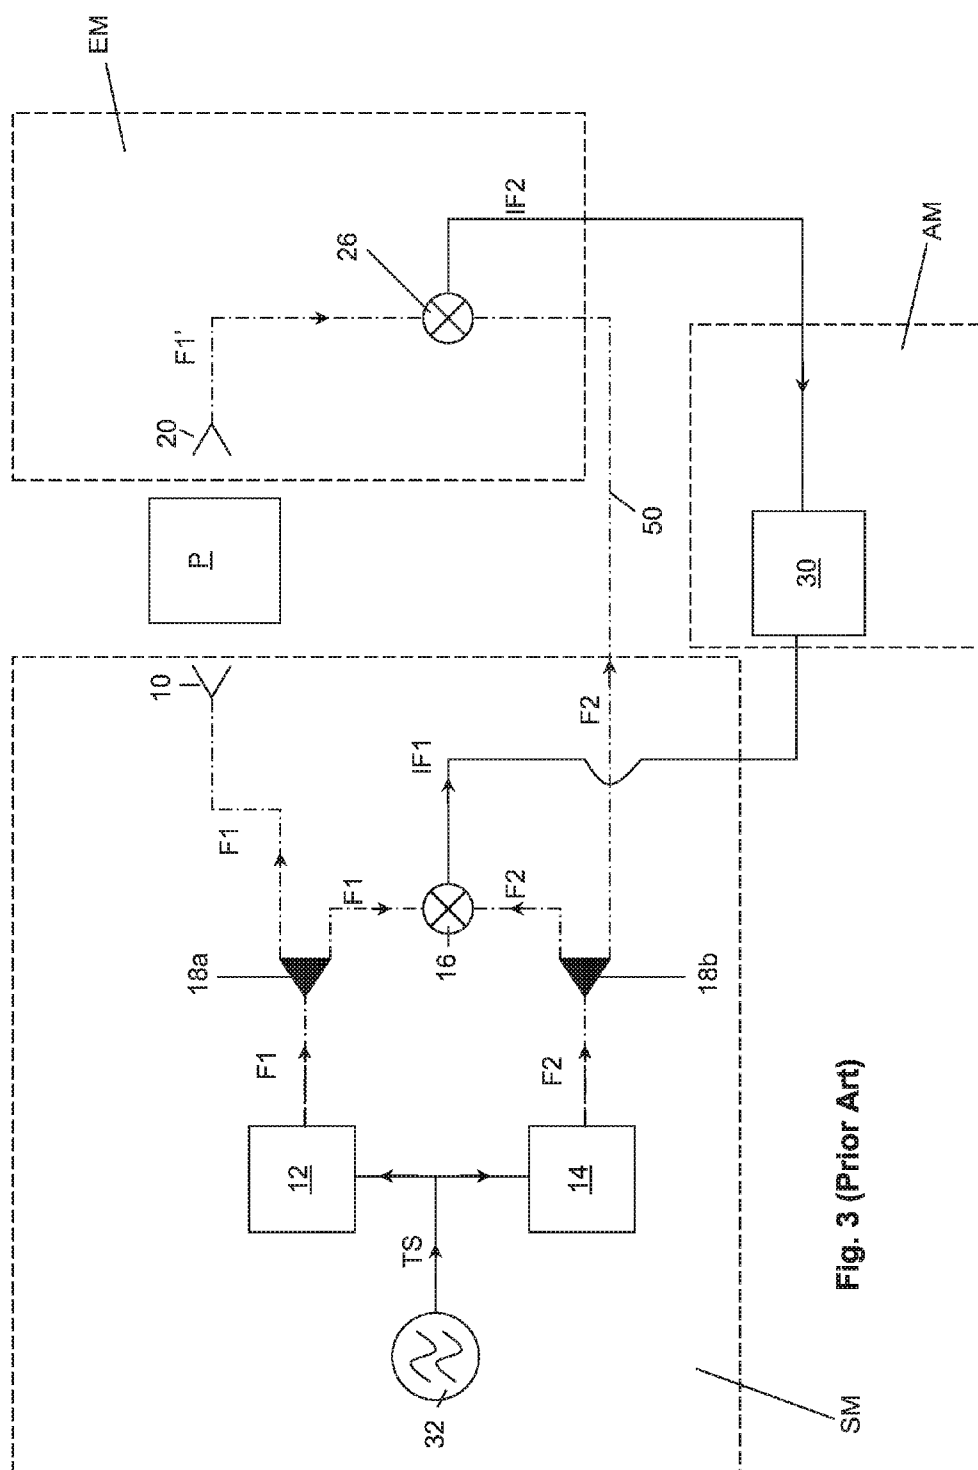 EM
10
20
F1'
18a
P
F1
F1
12
26
F1
TS
IF1
32
16
F2
IF2
F2
14
F2
50
18b
30
SM
Fig. 3 (Prior Art)
AM